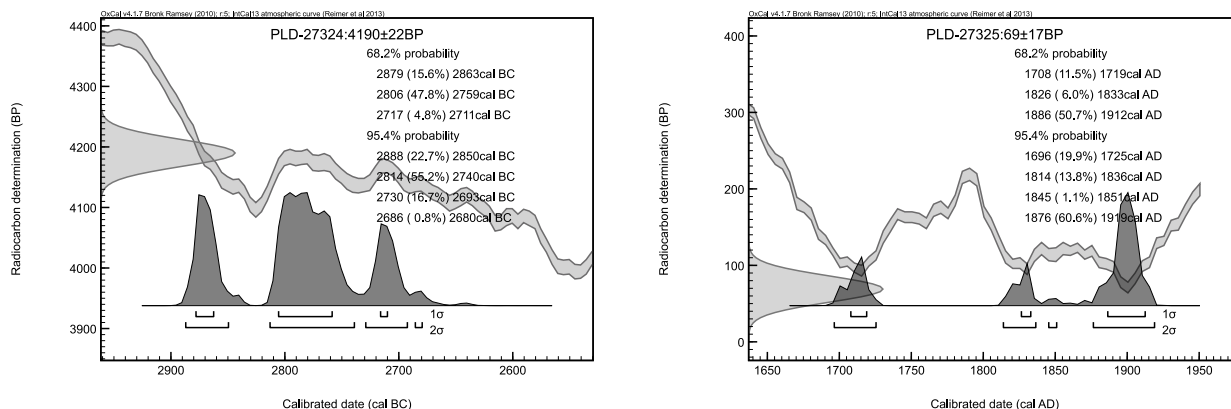 OxCal v4.1.7 Bronk Ramsey (2010); r:5; IntCal13 atmospheric curve (Reimer et al 2013)
PLD-27324:4190±22BP
68.2% probability
2879 (15.6%) 2863cal BC
2806 (47.8%) 2759cal BC
2717 ( 4.8%) 2711cal BC
95.4% probability
2888 (22.7%) 2850cal BC
2814 (55.2%) 2740cal BC
2730 (16.7%) 2693cal BC
2686 ( 0.8%) 2680cal BC
Radiocarbon determination (BP)
4400
4300
4200
4100
4000
3900
1σ
2σ
2900 2800 2700 2600
Calibrated date (cal BC)
OxCal v4.1.7 Bronk Ramsey (2010); r:5; IntCal13 atmospheric curve (Reimer et al 2013)
PLD-27325:69±17BP
68.2% probability
1708 (11.5%) 1719cal AD
1826 ( 6.0%) 1833cal AD
1886 (50.7%) 1912cal AD
95.4% probability
1696 (19.9%) 1725cal AD
1814 (13.8%) 1836cal AD
1845 ( 1.1%) 1851cal AD
1876 (60.6%) 1919cal AD
Radiocarbon determination (BP)
400
300
200
100
0
1σ
2σ
1650 1700 1750 1800 1850 1900 1950
Calibrated date (cal AD)